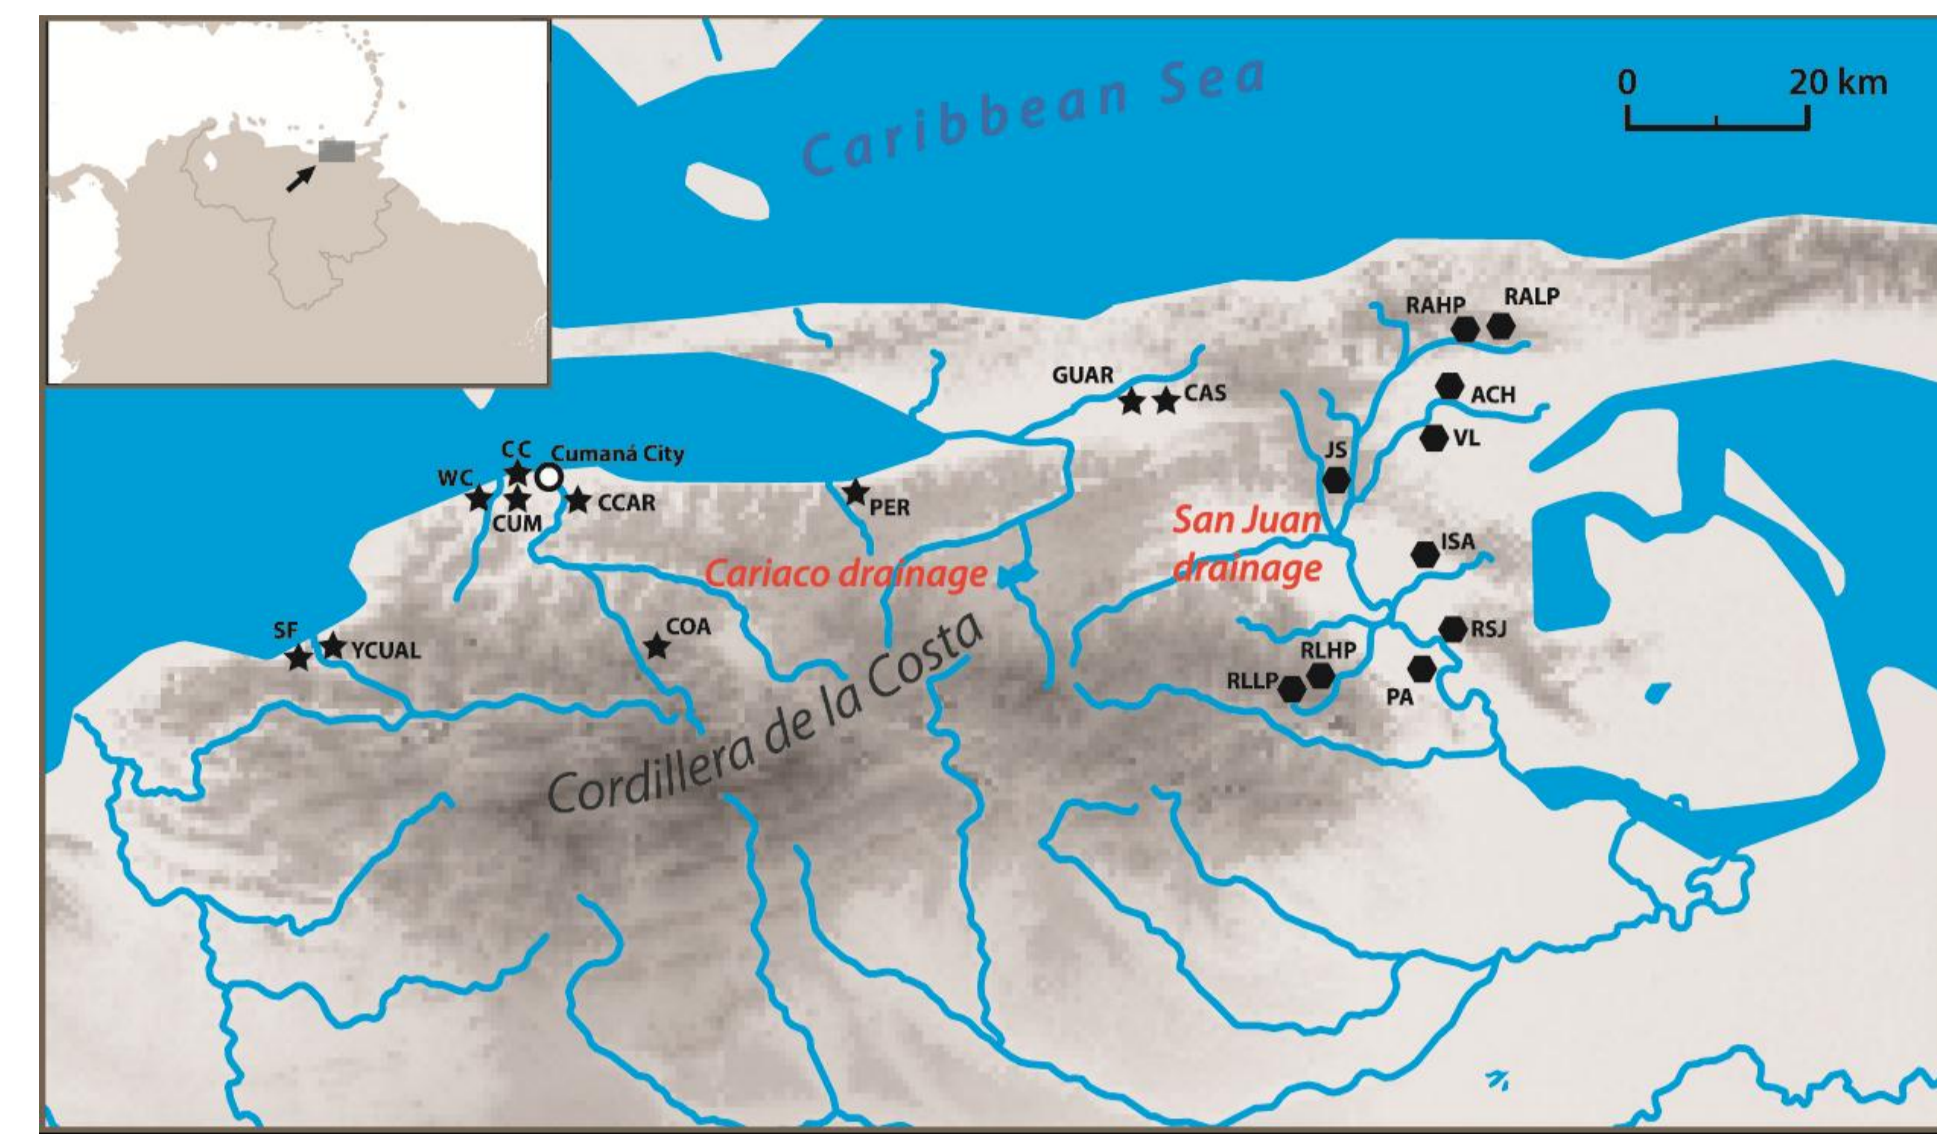 Caribbean Sea
0 20 km
RAHP
RALP
GUAR
CAS
ACH
VL
JS
CC
Cumaná City
WC
CUM
CCAR
PER
San Juan
drainage
Cariaco drainage
ISA
SF
YCUAL
COA
RSJ
RLHP
RLLP
PA
Cordillera de la Costa